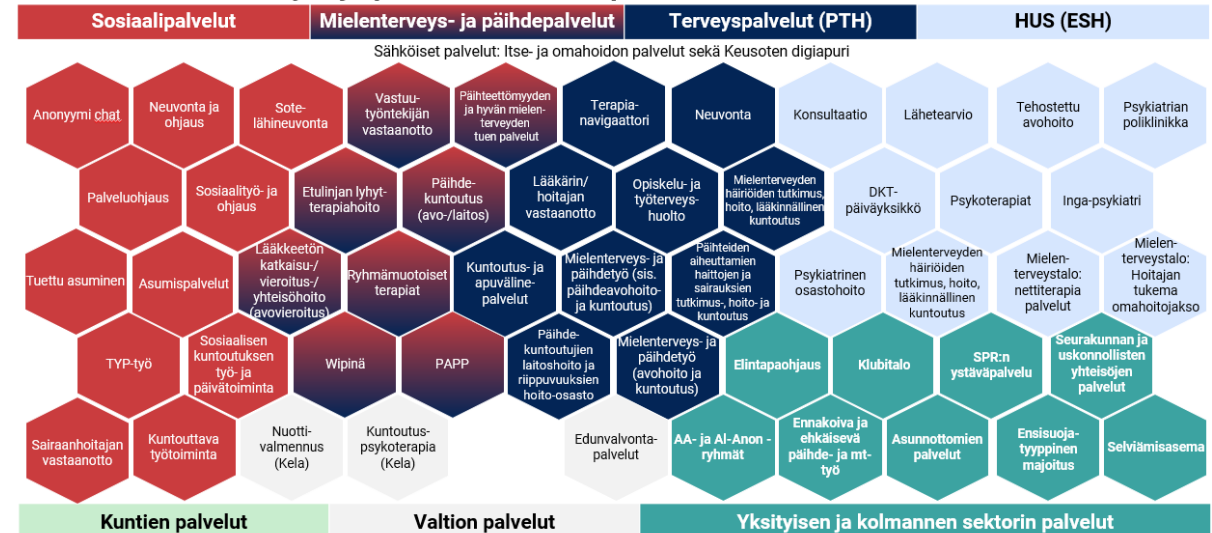 Sosiaalipalvelut
Mielenterveys- ja päihdepalvelut
Terveyspalvelut (PTH)
HUS (ESH)
Sähköiset palvelut: Itse- ja omahoidon palvelut sekä Keusoten digiapuri
Anonyymi chat
Neuvonta ja
ohjaus
Sote-
lähineuvonta
Vastuu-
työntekijän
vastaanotto
Päihteettömyyden
ja hyvän mielen-
terveyden
tuen palvelut
Terapia-
navigaattori
Neuvonta
Konsultaatio
Lähetearvio
Tehostettu
avohoito
Psykiatrian
poliklinikka
Palveluohjaus
Sosiaalityö- ja
ohjaus
Etulinjan lyhyt-
terapiahoito
Päihde-
kuntoutus
(avo-/laitos)
Lääkärin/
hoitajan
vastaanotto
Opiskelu- ja
työterveys-
huolto
Mielenterveyden
häiriöiden tutkimus,
hoito, lääkinnällinen
kuntoutus
DKT-
päiväyksikkö
Psykoterapiat
Inga-psykiatri
Tuettu asuminen
Asumispalvelut
Lääkkeetön
katkaisu-/
vieroitus-/
yhteisöhoito
(avovieroitus)
Ryhmämuotoiset
terapiat
Kuntoutus- ja
apuväline-
palvelut
Mielenterveys- ja
päihdetyö (sis.
päihdeavohoito-
ja kuntoutus)
Päihteiden
aiheuttamien
haittojen ja
sairauksien
tutkimus-, hoito- ja
kuntoutus
Psykiatrinen
osastohoito
Mielenterveyden
häiriöiden
tutkimus, hoito,
lääkinnällinen
kuntoutus
Mielen-
terveystalo:
nettiterapia
palvelut
Mielen-
terveystalo:
Hoitajan
tukema
omahoitojakso
TYP-työ
Sosiaalisen
kuntoutuksen
työ- ja
päivätoiminta
Wipinä
PAPP
Päihde-
kuntoutujien
laitoshoito ja
riippuvuuksien
hoito-osasto
Mielenterveys- ja
päihdetyö
(avohoito ja
kuntoutus)
Elintapaohjaus
Klubitalo
SPR:n
ystäväpalvelu
Seurakunnan ja
uskonnollisten
yhteisöjen
palvelut
Sairaanhoitajan
vastaanotto
Kuntouttava
työtoiminta
Nuotti-
valmennus
(Kela)
Kuntoutus-
psykoterapia
(Kela)
Edunvalvonta-
palvelut
AA- ja Al-Anon -
ryhmät
Ennakoiva ja
ehkäisevä
päihde- ja mt-
työ
Asunnottomien
palvelut
Ensisuoja-
tyyppinen
majoitus
Selviämisasema
Kuntien palvelut
Valtion palvelut
Yksityisen ja kolmannen sektorin palvelut